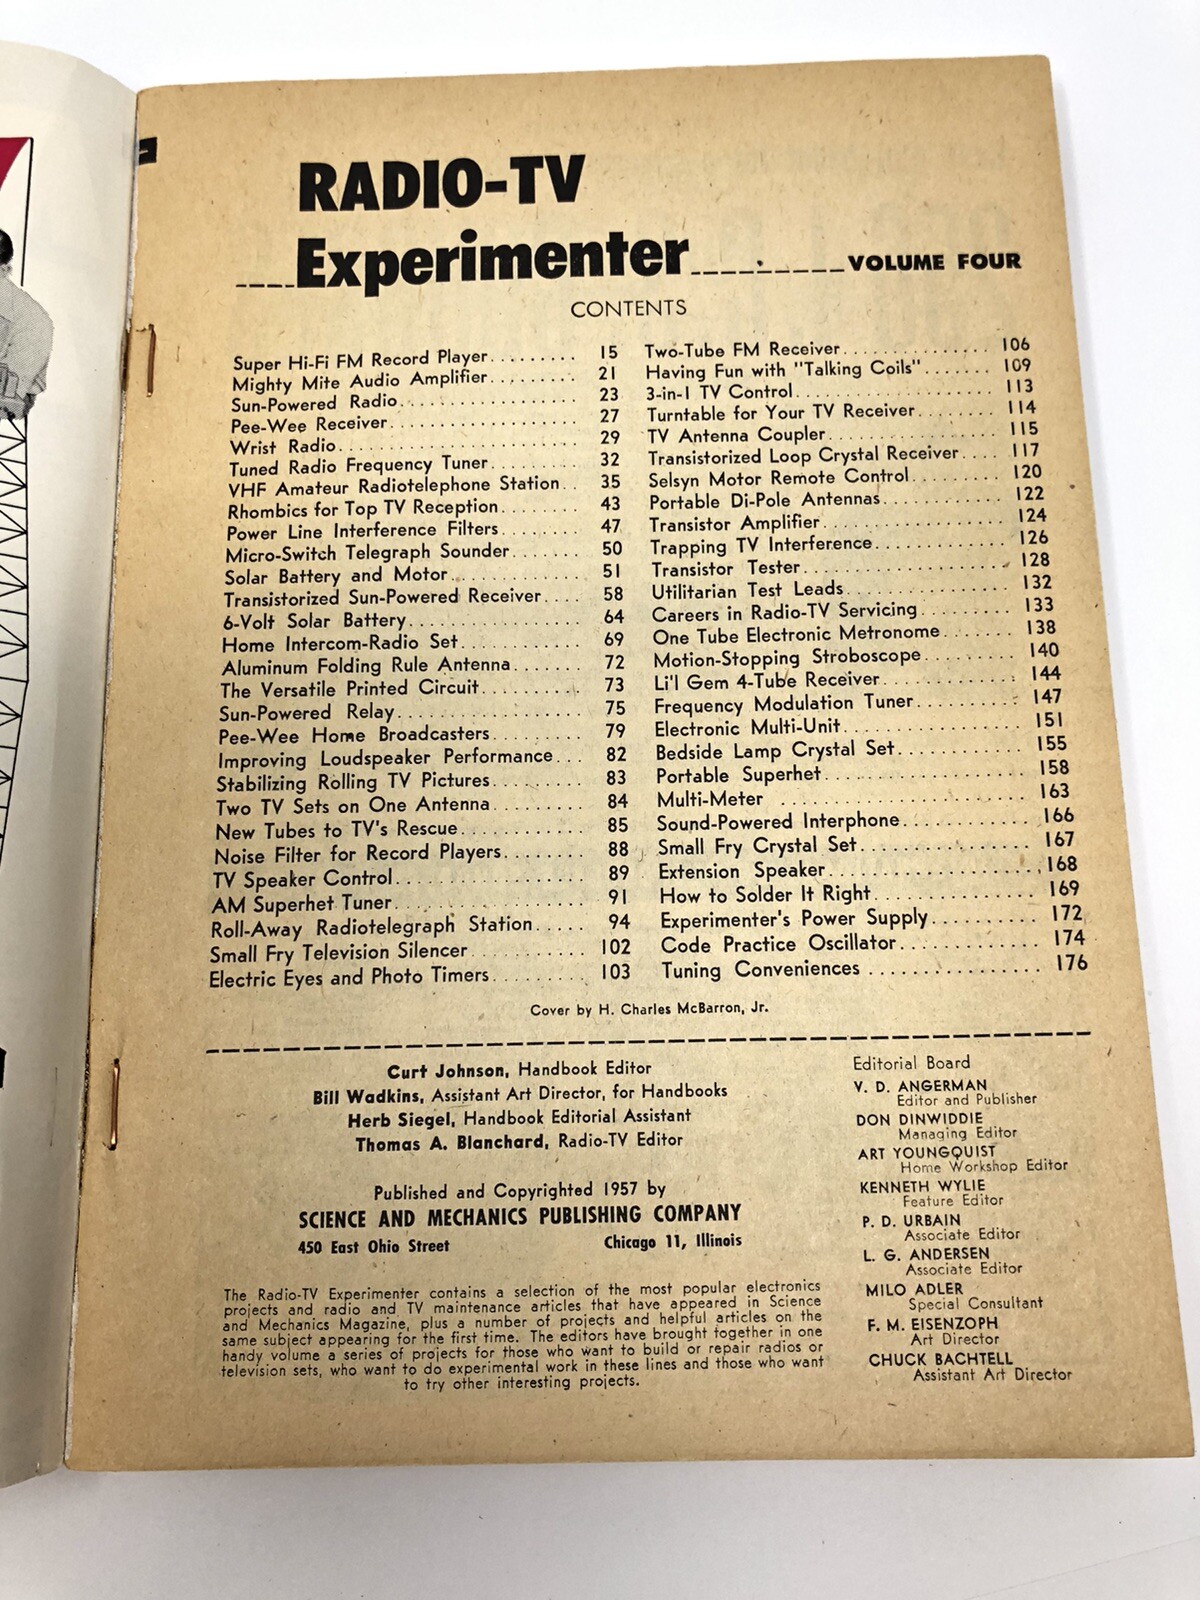 RADIO-TV
Experimenter
VOLUME FOUR
CONTENTS
Super Hi-Fi FM Record Player......... 15
Mighty Mite Audio Amplifier......... 21
Sun-Powered Radio.................. 23
Pee-Wee Receiver................... 27
Wrist Radio........................ 29
Tuned Radio Frequency Tuner......... 32
VHF Amateur Radiotelephone Station.. 35
Rhombics for Top TV Reception........ 43
Power Line Interference Filters........ 47
Micro-Switch Telegraph Sounder....... 50
Solar Battery and Motor............. 51
Transistorized Sun-Powered Receiver.... 58
6-Volt Solar Battery................. 64
Home Intercom-Radio Set............ 69
Aluminum Folding Rule Antenna....... 72
The Versatile Printed Circuit.......... 73
Sun-Powered Relay.................. 75
Pee-Wee Home Broadcasters......... 79
Improving Loudspeaker Performance... 82
Stabilizing Rolling TV Pictures......... 83
Two TV Sets on One Antenna......... 84
New Tubes to TV's Rescue............ 85
Noise Filter for Record Players........ 88
TV Speaker Control.................. 89
AM Superhet Tuner.................. 91
Roll-Away Radiotelegraph Station..... 94
Small Fry Television Silencer........... 102
Electric Eyes and Photo Timers......... 103
Two-Tube FM Receiver............... 106
Having Fun with "Talking Coils"....... 109
3-in-1 TV Control.................... 113
Turntable for Your TV Receiver........ 114
TV Antenna Coupler................. 115
Transistorized Loop Crystal Receiver.... 117
Selsyn Motor Remote Control......... 120
Portable Di-Pole Antennas............ 122
Transistor Amplifier.................. 124
Trapping TV Interference............. 126
Transistor Tester.................... 128
Utilitarian Test Leads................ 132
Careers in Radio-TV Servicing......... 133
One Tube Electronic Metronome....... 138
Motion-Stopping Stroboscope......... 140
Li'l Gem 4-Tube Receiver............. 144
Frequency Modulation Tuner.......... 147
Electronic Multi-Unit................. 151
Bedside Lamp Crystal Set............ 155
Portable Superhet................... 158
Multi-Meter ........................ 163
Sound-Powered Interphone............ 166
Small Fry Crystal Set................ 167
Extension Speaker................... 168
How to Solder It Right............... 169
Experimenter's Power Supply.......... 172
Code Practice Oscillator............. 174
Tuning Conveniences ................ 176
Cover by H. Charles McBarron, Jr.
Curt Johnson, Handbook Editor
Bill Wadkins, Assistant Art Director, for Handbooks
Herb Siegel, Handbook Editorial Assistant
Thomas A. Blanchard, Radio-TV Editor
Published and Copyrighted 1957 by
SCIENCE AND MECHANICS PUBLISHING COMPANY
450 East Ohio Street Chicago 11, Illinois
The Radio-TV Experimenter contains a selection of the most popular electronics
projects and radio and TV maintenance articles that have appeared in Science
and Mechanics Magazine, plus a number of projects and helpful articles on the
same subject appearing for the first time. The editors have brought together in one
handy volume a series of projects for those who want to build or repair radios or
television sets, who want to do experimental work in these lines and those who want
to try other interesting projects.
Editorial Board
V. D. ANGERMAN
Editor and Publisher
DON DINWIDDIE
Managing Editor
ART YOUNGQUIST
Home Workshop Editor
KENNETH WYLIE
Feature Editor
P. D. URBAIN
Associate Editor
L. G. ANDERSEN
Associate Editor
MILO ADLER
Special Consultant
F. M. EISENZOPH
Art Director
CHUCK BACHTELL
Assistant Art Director